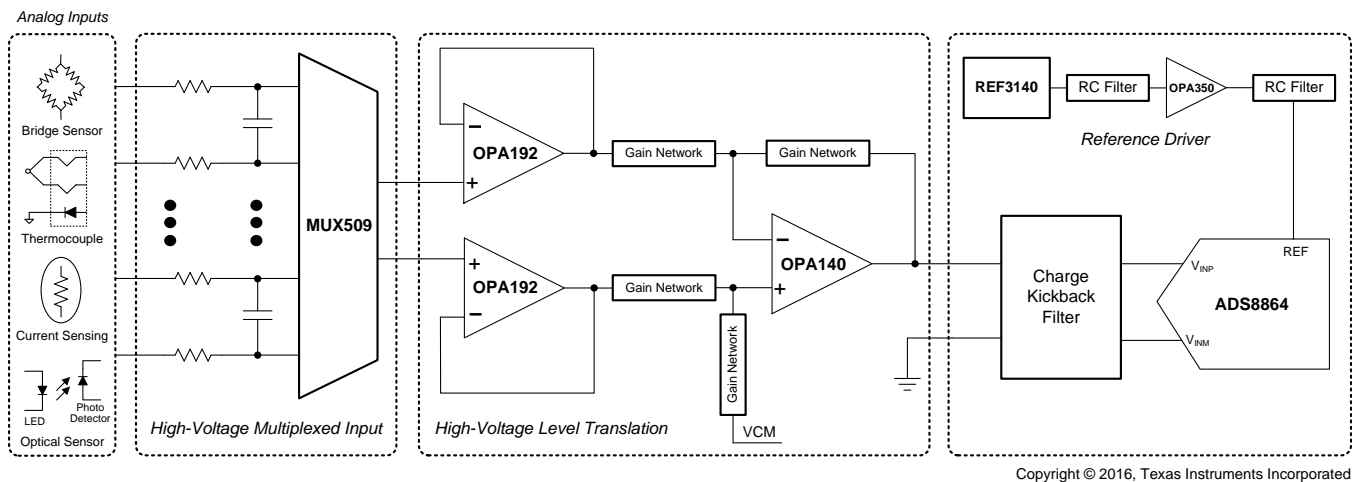 Analog Inputs
Bridge Sensor
Thermocouple
Current Sensing
LED
Photo
Detector
Optical Sensor
MUX509
High-Voltage Multiplexed Input
OPA192
+
OPA192
+
Gain Network
Gain Network
Gain Network
Gain Network
OPA140
+
VCM
High-Voltage Level Translation
REF3140
RC Filter
OPA350
RC Filter
Reference Driver
Charge
Kickback
Filter
VINP
VINM
REF
ADS8864
Copyright © 2016, Texas Instruments Incorporated